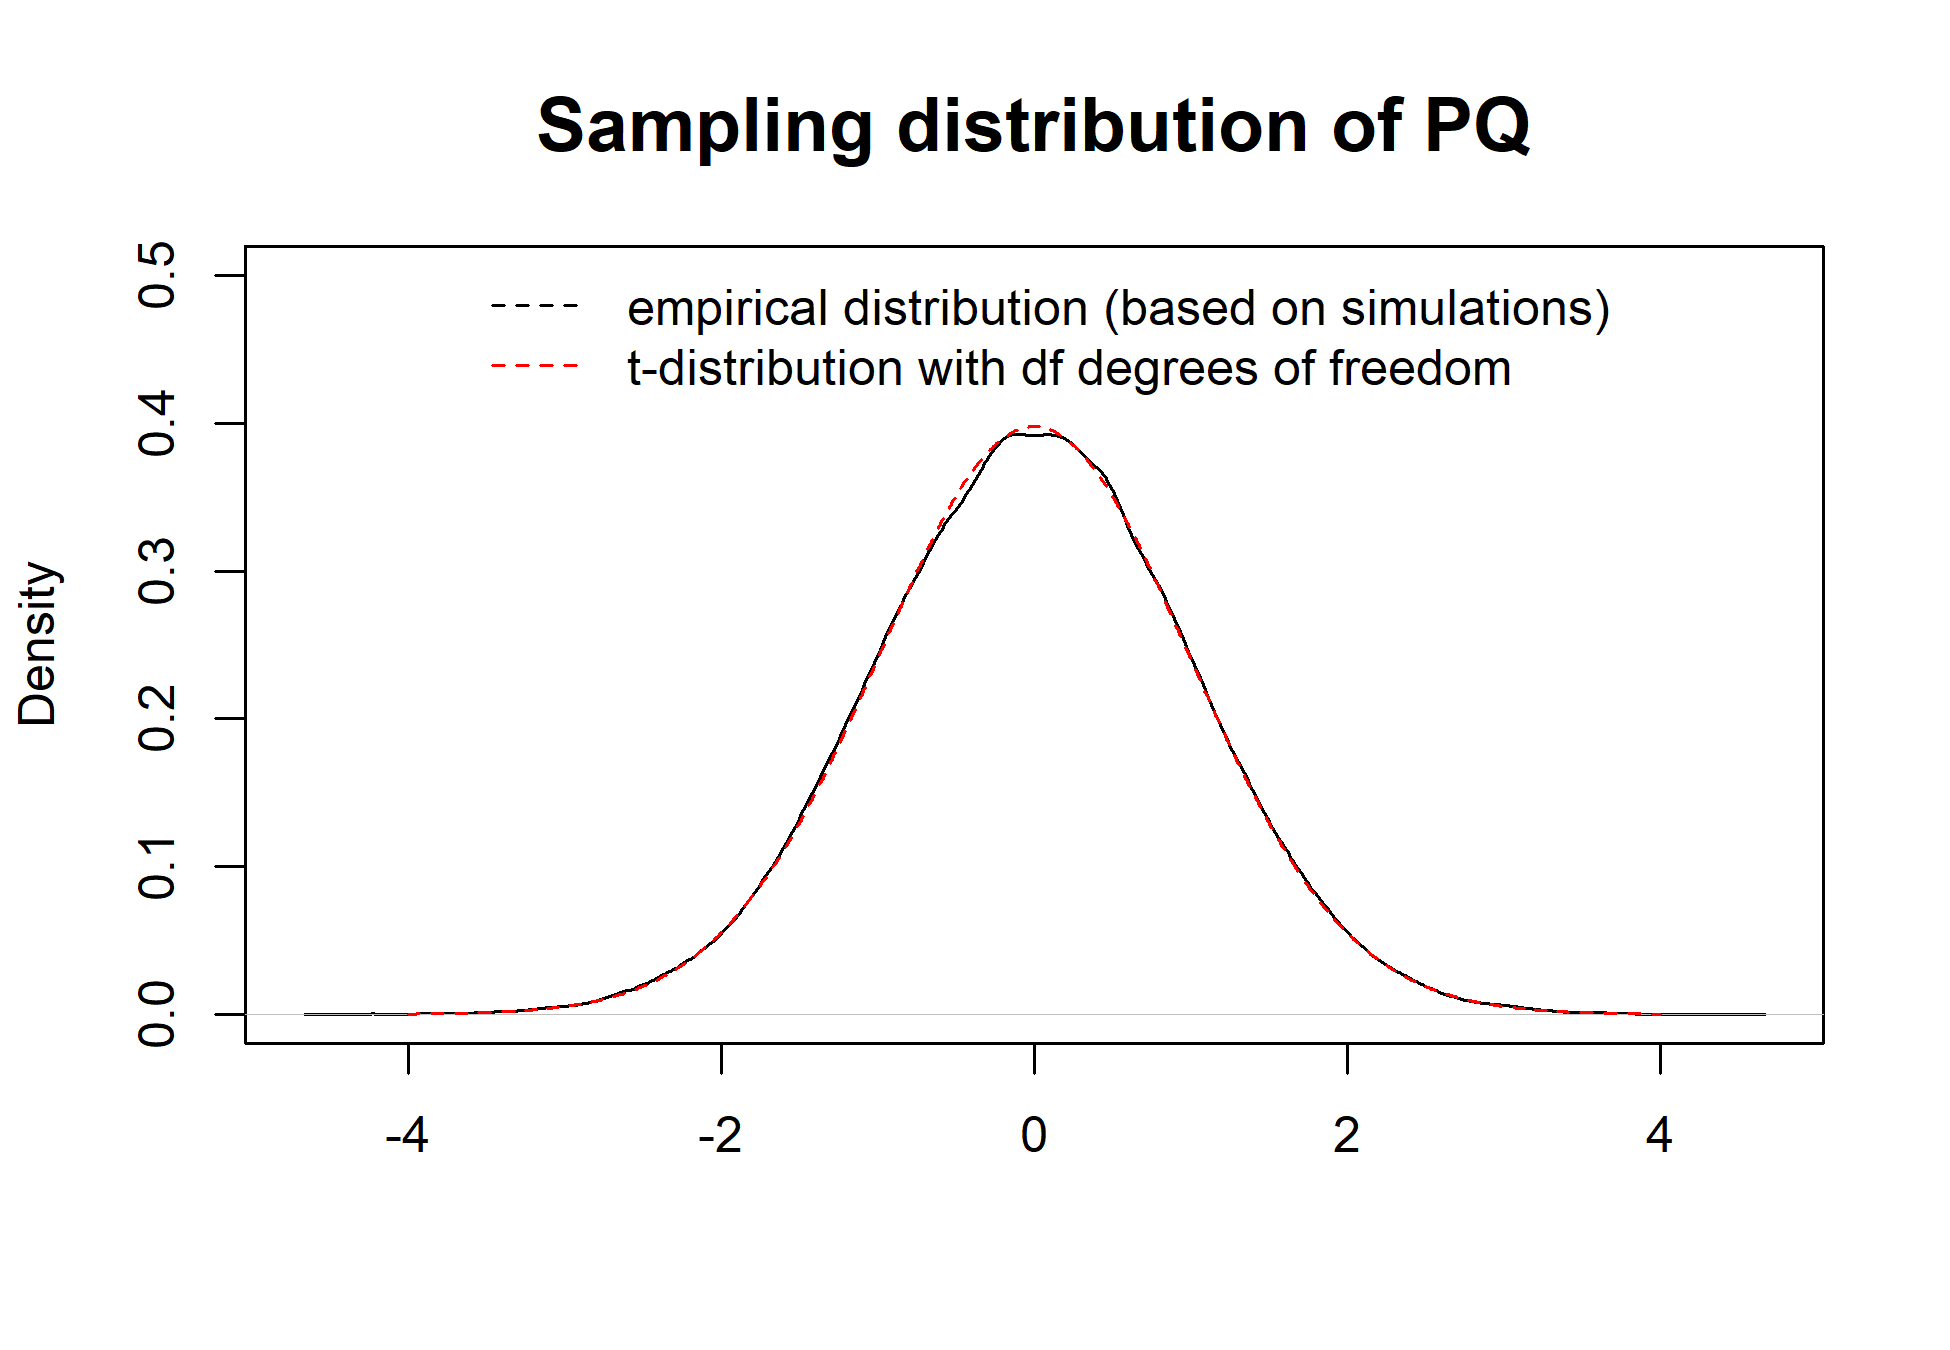 Sampling distribution of PQ
empirical distribution (based on simulations)
t-distribution with df degrees of freedom
Density
0.5
0.4
0.3
0.2
0.1
0.0
-4
-2
0
2
4